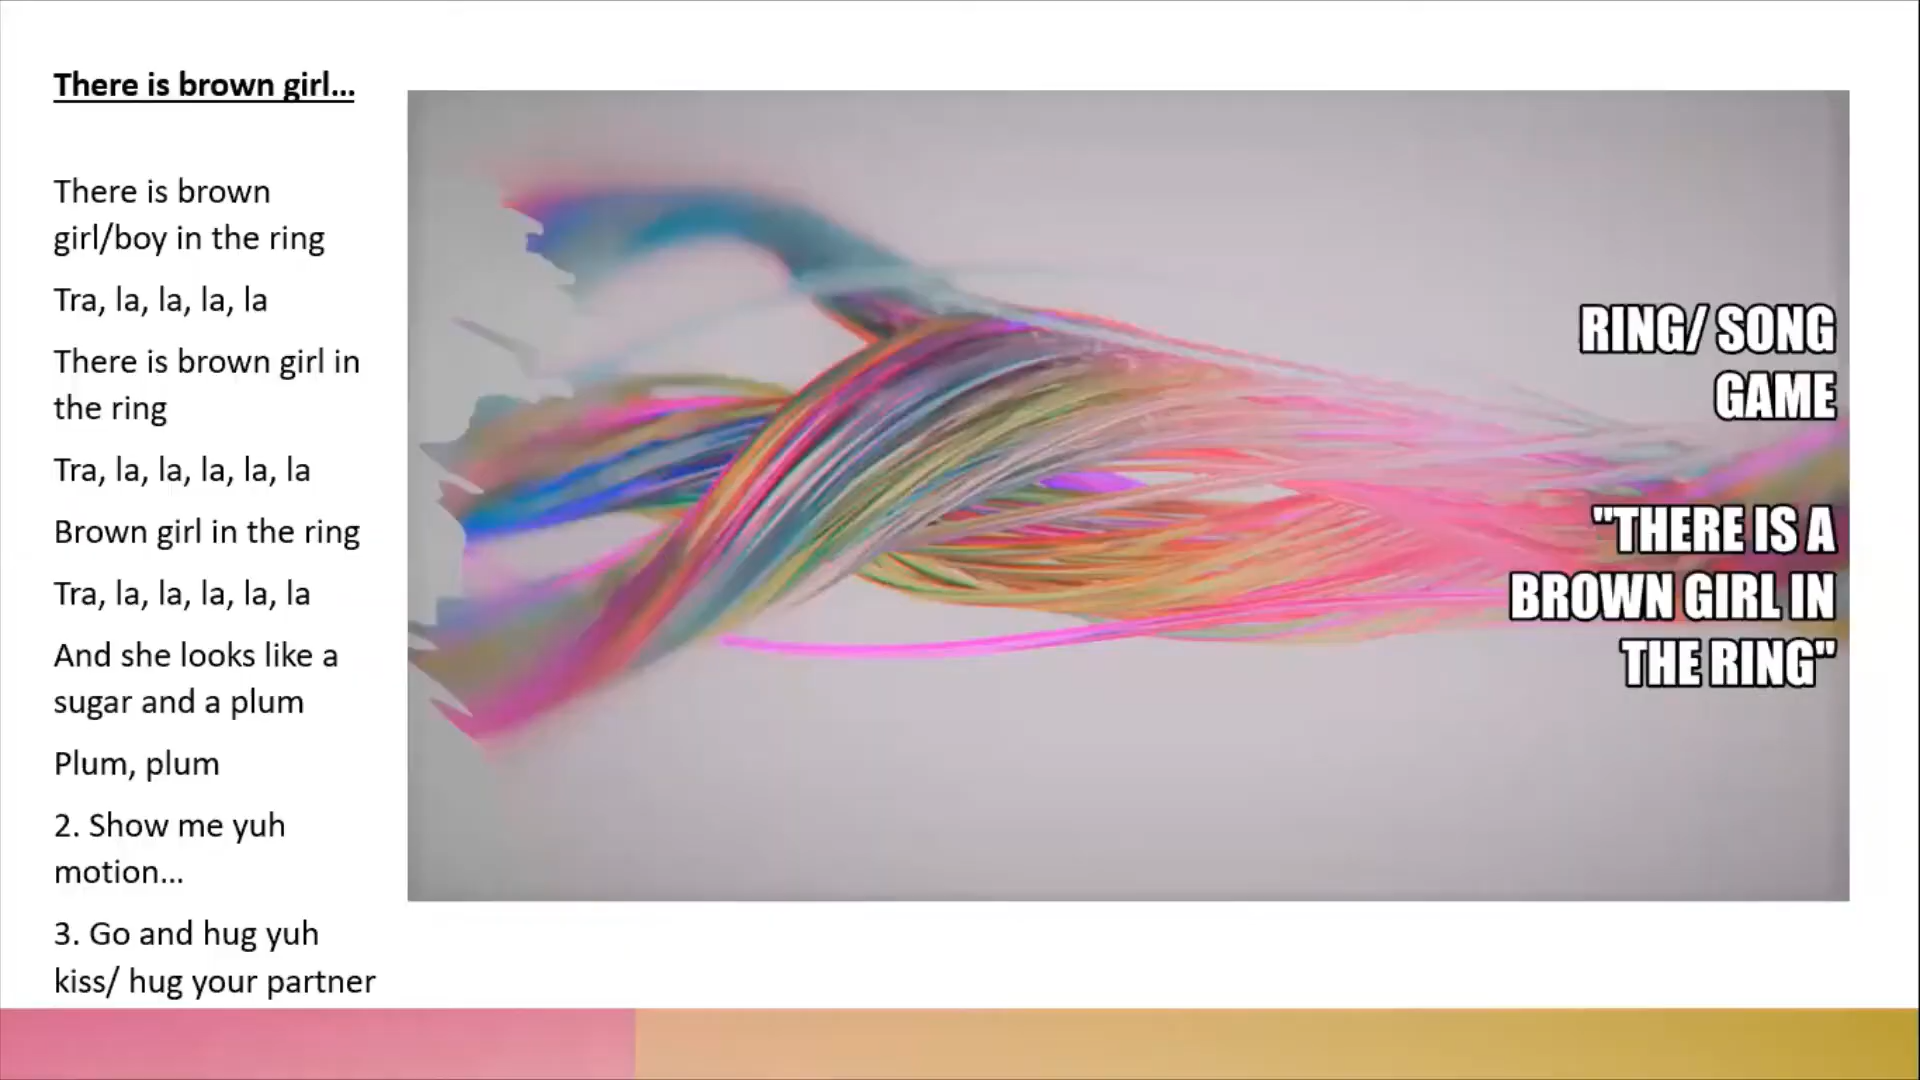 There is brown girl...
There is brown
girl/boy in the ring
Tra, la, la, la, la
There is brown girl in
the ring
Tra, la, la, la, la, la
Brown girl in the ring
Tra, la, la, la, la, la
And she looks like a
sugar and a plum
Plum, plum
2. Show me yuh
motion...
3. Go and hug yuh
kiss/ hug your partner
RING/ SONG
GAME
"THERE IS A
BROWN GIRL IN
THE RING"